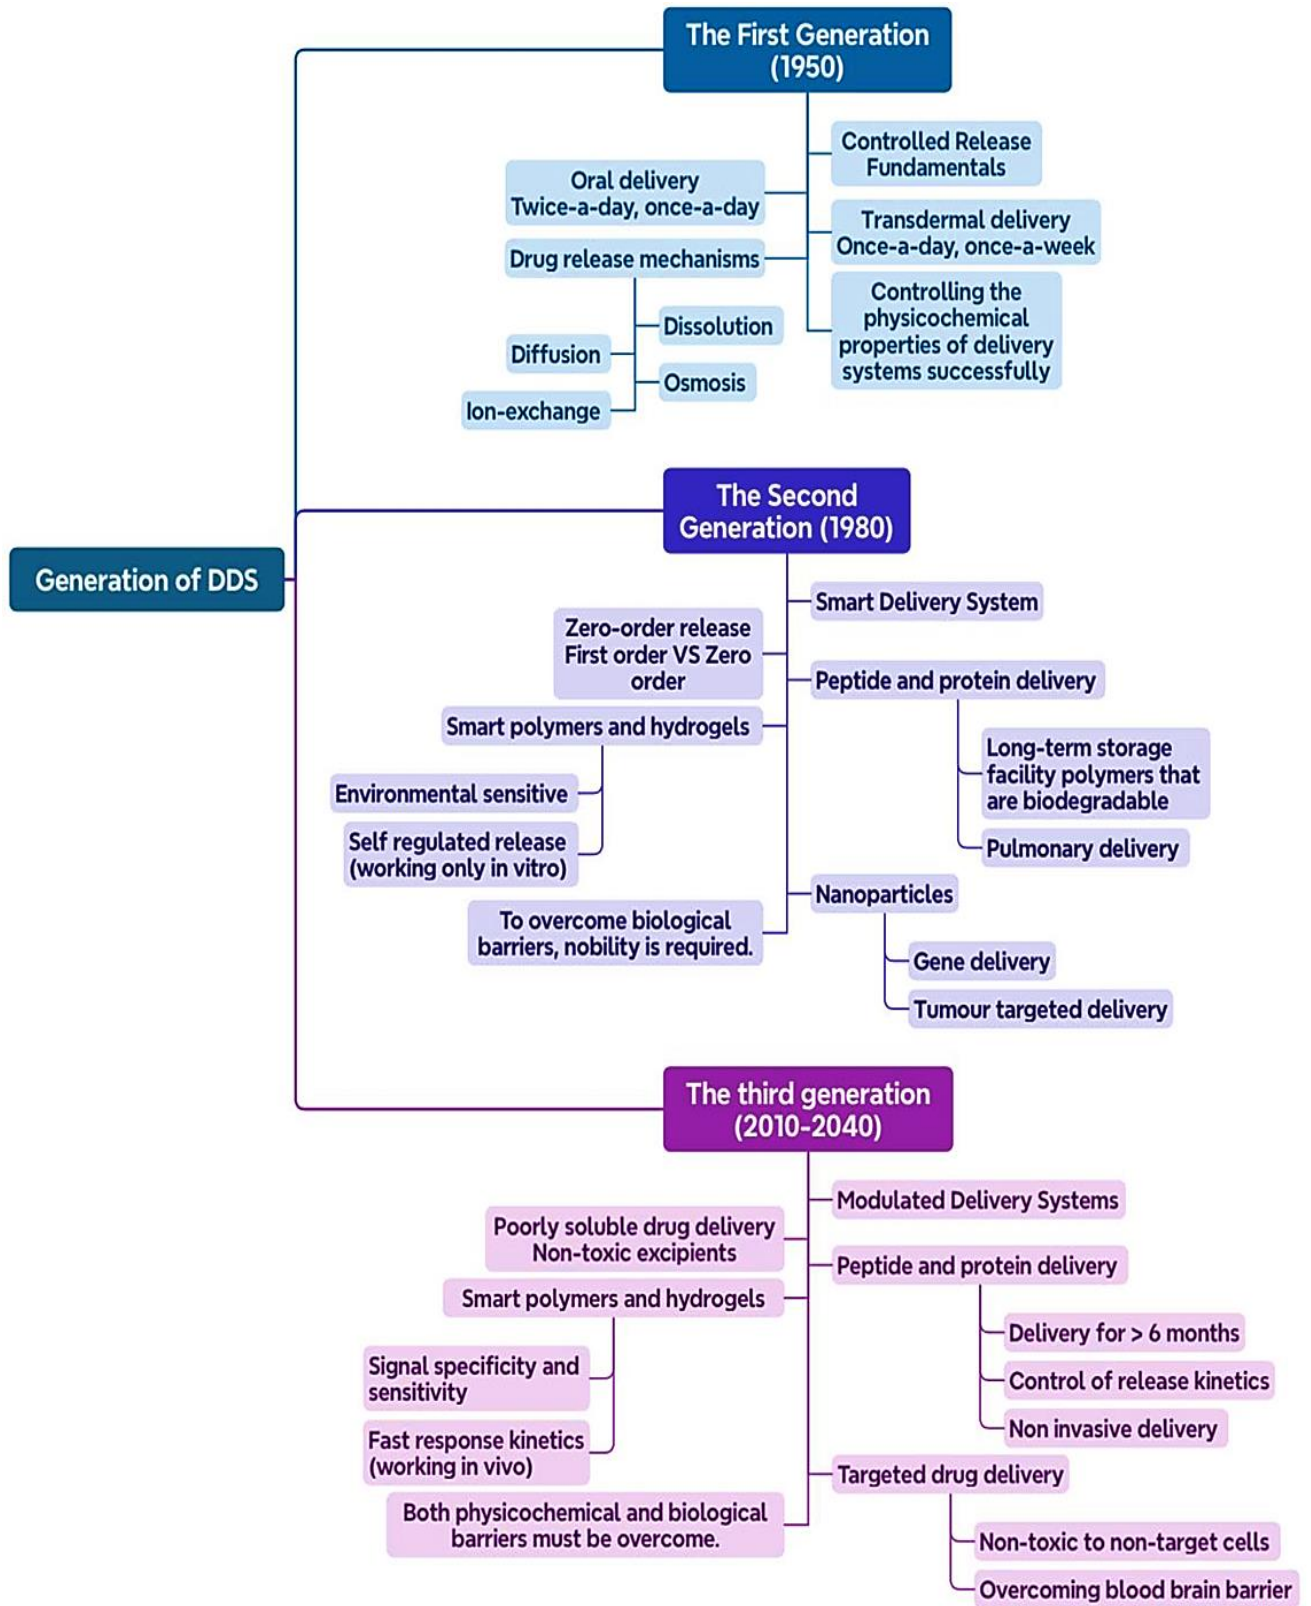 Generation of DDS
The First Generation
(1950)
Controlled Release
Fundamentals
Oral delivery
Twice-a-day, once-a-day
Transdermal delivery
Once-a-day, once-a-week
Drug release mechanisms
Dissolution
Diffusion
Osmosis
Ion-exchange
Controlling the
physicochemical
properties of delivery
systems successfully
The Second
Generation (1980)
Smart Delivery System
Zero-order release
First order VS Zero
order
Peptide and protein delivery
Long-term storage
facility polymers that
are biodegradable
Pulmonary delivery
Smart polymers and hydrogels
Environmental sensitive
Self regulated release
(working only in vitro)
Nanoparticles
Gene delivery
Tumour targeted delivery
To overcome biological
barriers, nobility is required.
The third generation
(2010-2040)
Modulated Delivery Systems
Poorly soluble drug delivery
Non-toxic excipients
Peptide and protein delivery
Delivery for > 6 months
Control of release kinetics
Non invasive delivery
Smart polymers and hydrogels
Signal specificity and
sensitivity
Fast response kinetics
(working in vivo)
Targeted drug delivery
Non-toxic to non-target cells
Overcoming blood brain barrier
Both physicochemical and biological
barriers must be overcome.